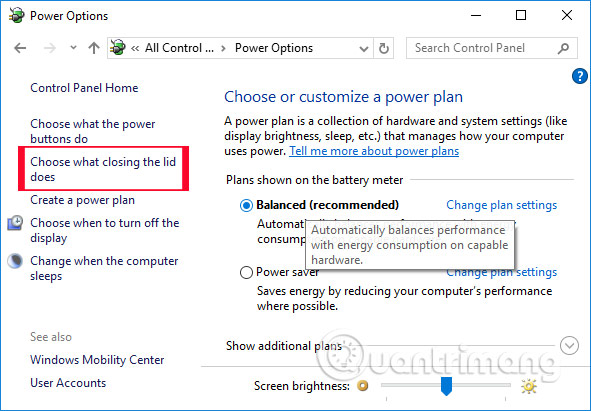 Power Options
All Control ... Power Options
Search Control Panel
?
Control Panel Home
Choose what the power
buttons do
Choose what closing the lid
does
Create a power plan
Choose when to turn off the
display
Change when the computer
sleeps
See also
Windows Mobility Center
User Accounts
Choose or customize a power plan
A power plan is a collection of hardware and system settings (like
display brightness, sleep, etc.) that manages how your computer
uses power. Tell me more about power plans
Plans shown on the battery meter
Balanced (recommended) Change plan settings
Automatically balances performance
with energy consumption on capable
hardware.
Power saver Change plan settings
Saves energy by reducing your computer's performance
where possible.
Show additional plans
Quantrimang
Screen brightness: